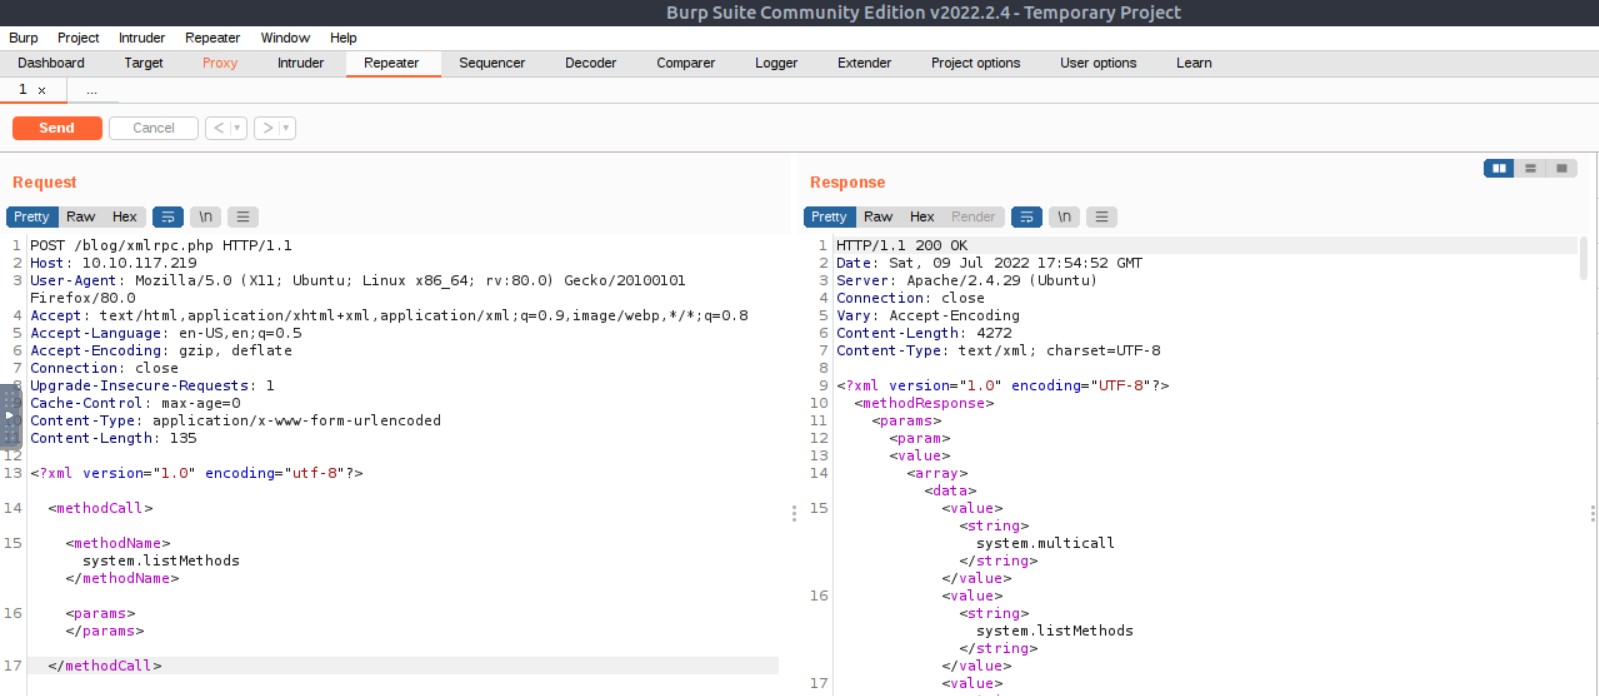 Burp Suite Community Edition v2022.2.4 - Temporary Project
Burp Project Intruder Repeater Window Help
Dashboard Target Proxy Intruder Repeater Sequencer Decoder Comparer Logger Extender Project options User options Learn
1 × ...
Send Cancel < >
Request
Pretty Raw Hex \n
1 POST /blog/xmlrpc.php HTTP/1.1
2 Host: 10.10.117.219
3 User-Agent: Mozilla/5.0 (X11; Ubuntu; Linux x86_64; rv:80.0) Gecko/20100101
Firefox/80.0
4 Accept: text/html,application/xhtml+xml,application/xml;q=0.9,image/webp,*/*;q=0.8
5 Accept-Language: en-US,en;q=0.5
6 Accept-Encoding: gzip, deflate
7 Connection: close
8 Upgrade-Insecure-Requests: 1
9 Cache-Control: max-age=0
10 Content-Type: application/x-www-form-urlencoded
11 Content-Length: 135
12
13 <?xml version="1.0" encoding="utf-8"?>
14 <methodCall>
15 <methodName>
system.listMethods
</methodName>
16 <params>
</params>
17 </methodCall>
Response
Pretty Raw Hex Render \n
1 HTTP/1.1 200 OK
2 Date: Sat, 09 Jul 2022 17:54:52 GMT
3 Server: Apache/2.4.29 (Ubuntu)
4 Connection: close
5 Vary: Accept-Encoding
6 Content-Length: 4272
7 Content-Type: text/xml; charset=UTF-8
8
9 <?xml version="1.0" encoding="UTF-8"?>
10 <methodResponse>
11 <params>
12 <param>
13 <value>
14 <array>
<data>
15 <value>
<string>
system.multicall
</string>
</value>
16 <value>
<string>
system.listMethods
</string>
</value>
17 <value>